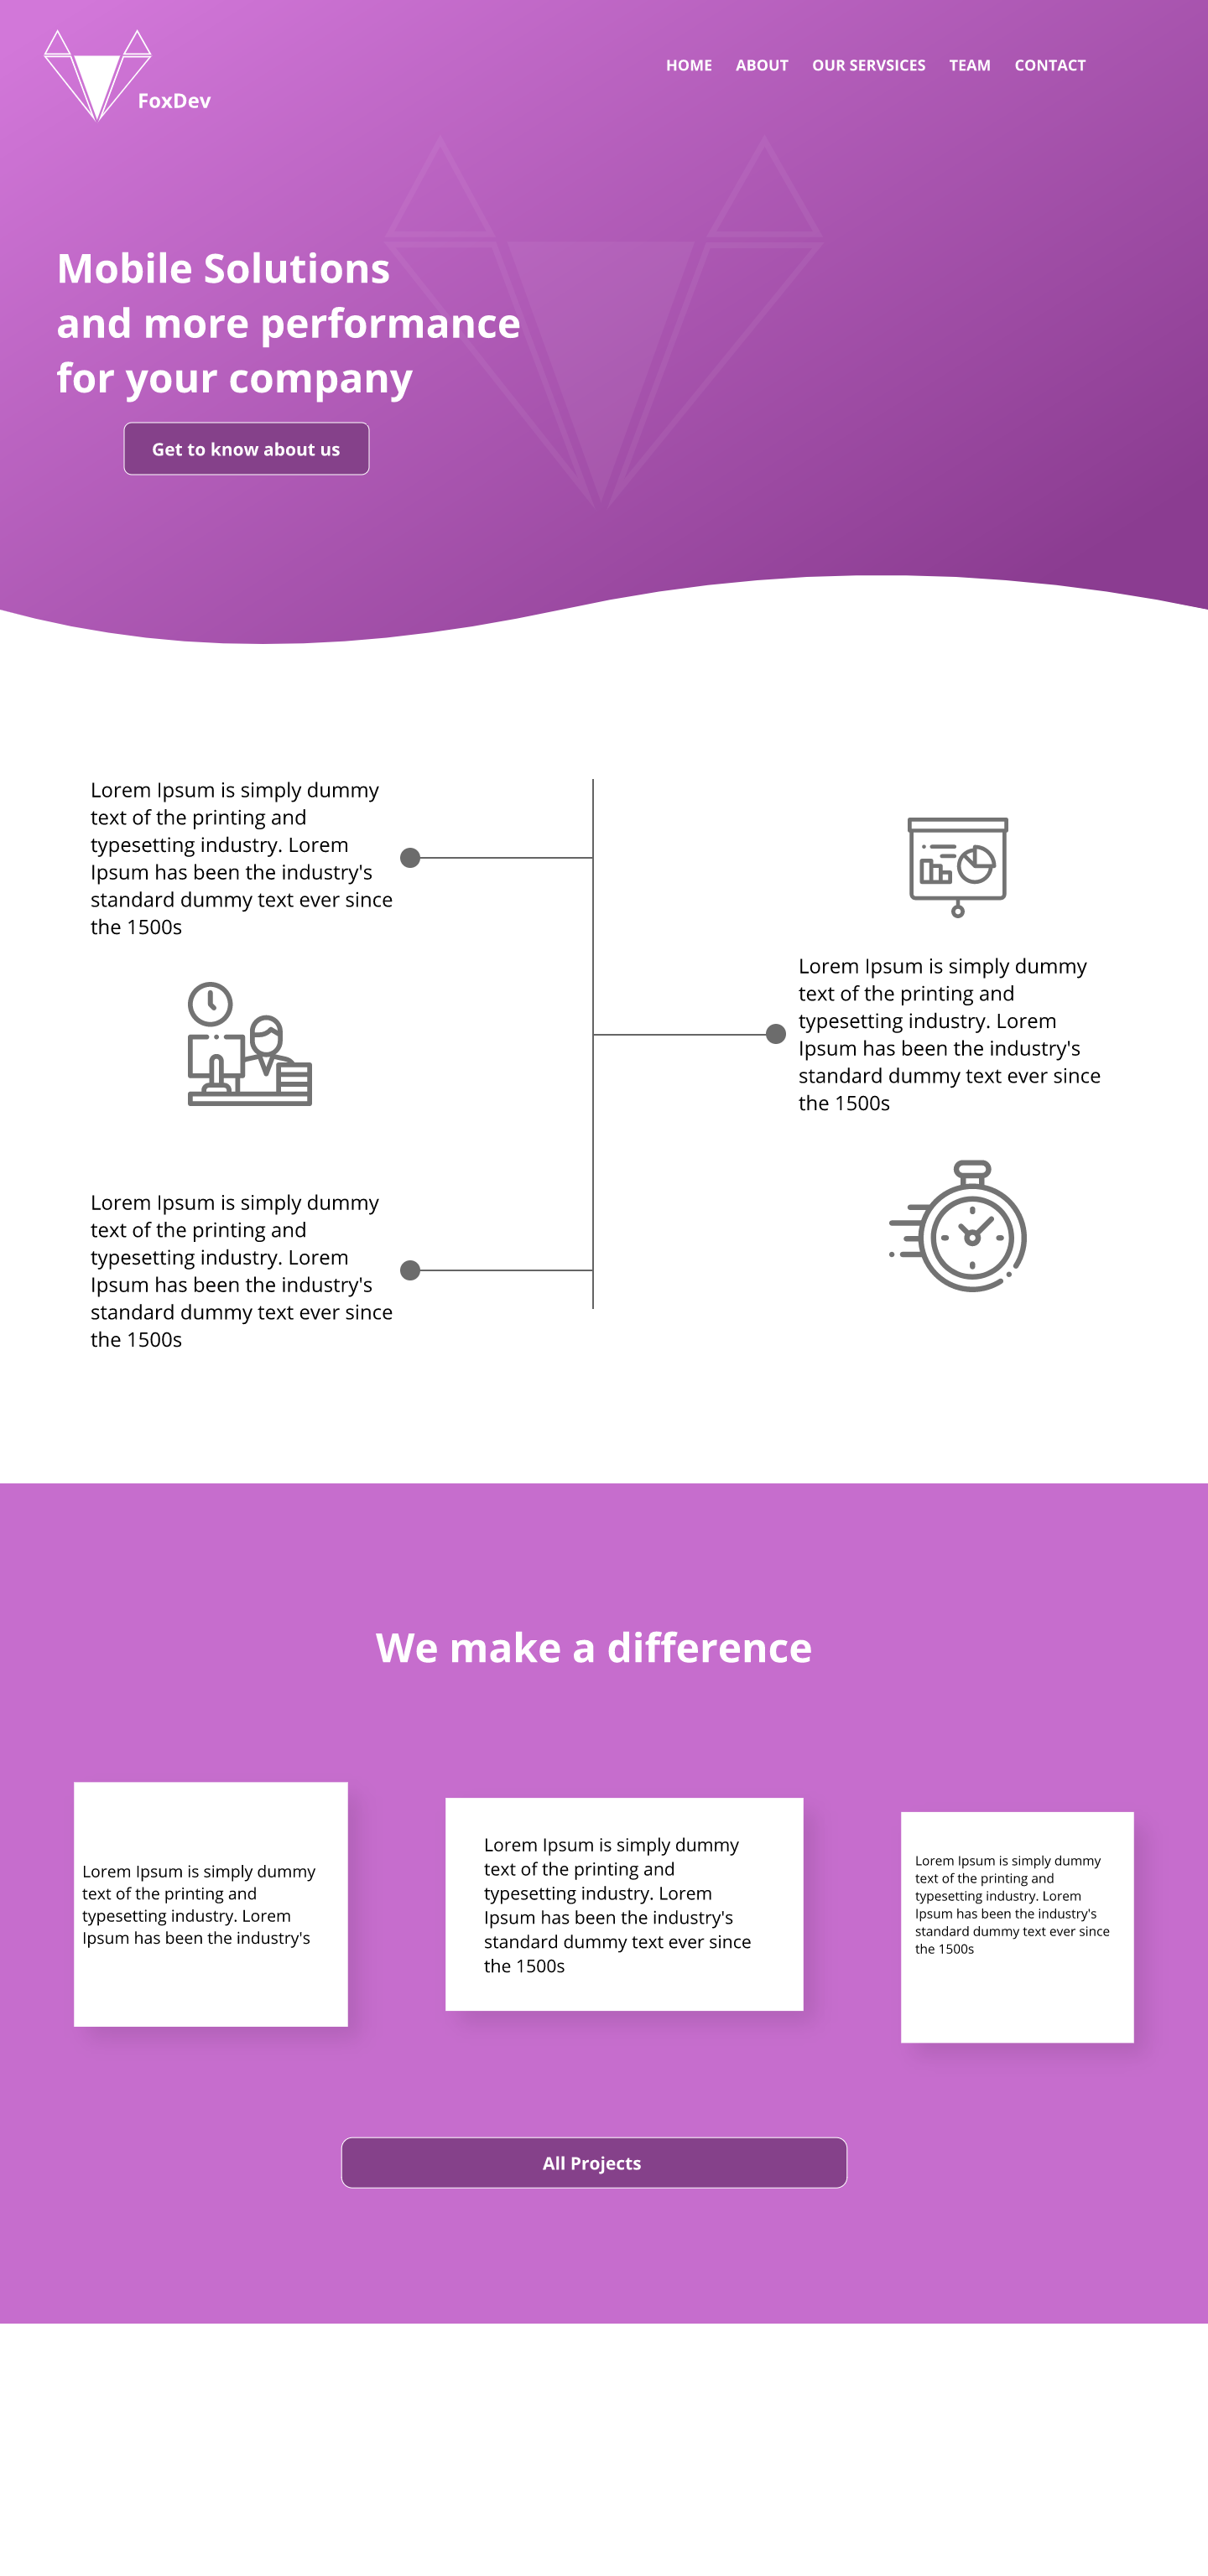 FoxDev
HOME ABOUT OUR SERVSICES TEAM CONTACT
Mobile Solutions
and more performance
for your company
Get to know about us
Lorem Ipsum is simply dummy
text of the printing and
typesetting industry. Lorem
Ipsum has been the industry's
standard dummy text ever since
the 1500s
Lorem Ipsum is simply dummy
text of the printing and
typesetting industry. Lorem
Ipsum has been the industry's
standard dummy text ever since
the 1500s
Lorem Ipsum is simply dummy
text of the printing and
typesetting industry. Lorem
Ipsum has been the industry's
standard dummy text ever since
the 1500s
We make a difference
Lorem Ipsum is simply dummy
text of the printing and
typesetting industry. Lorem
Ipsum has been the industry's
Lorem Ipsum is simply dummy
text of the printing and
typesetting industry. Lorem
Ipsum has been the industry's
standard dummy text ever since
the 1500s
Lorem Ipsum is simply dummy
text of the printing and
typesetting industry. Lorem
Ipsum has been the industry's
standard dummy text ever since
the 1500s
All Projects